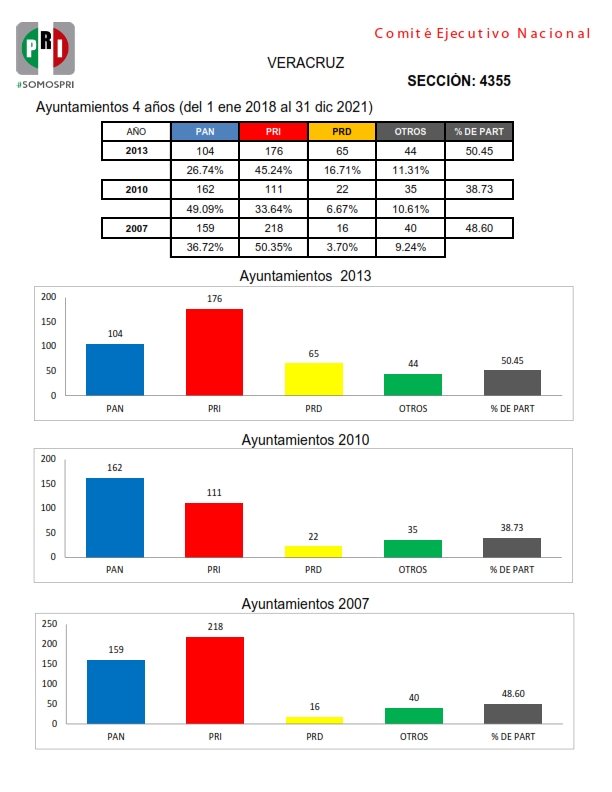 Comité Ejecutivo Nacional
PRI
#SOMOSPRI
VERACRUZ
SECCIÓN: 4355
Ayuntamientos 4 años (del 1 ene 2018 al 31 dic 2021)
AÑO PAN PRI PRD OTROS % DE PART
2013 104 176 65 44 50.45
26.74% 45.24% 16.71% 11.31%
2010 162 111 22 35 38.73
49.09% 33.64% 6.67% 10.61%
2007 159 218 16 40 48.60
36.72% 50.35% 3.70% 9.24%
Ayuntamientos 2013
200
150
100
50
0
104 176 65 44 50.45
PAN PRI PRD OTROS % DE PART
Ayuntamientos 2010
200
150
100
50
0
162 111 22 35 38.73
PAN PRI PRD OTROS % DE PART
Ayuntamientos 2007
250
200
150
100
50
0
159 218 16 40 48.60
PAN PRI PRD OTROS % DE PART